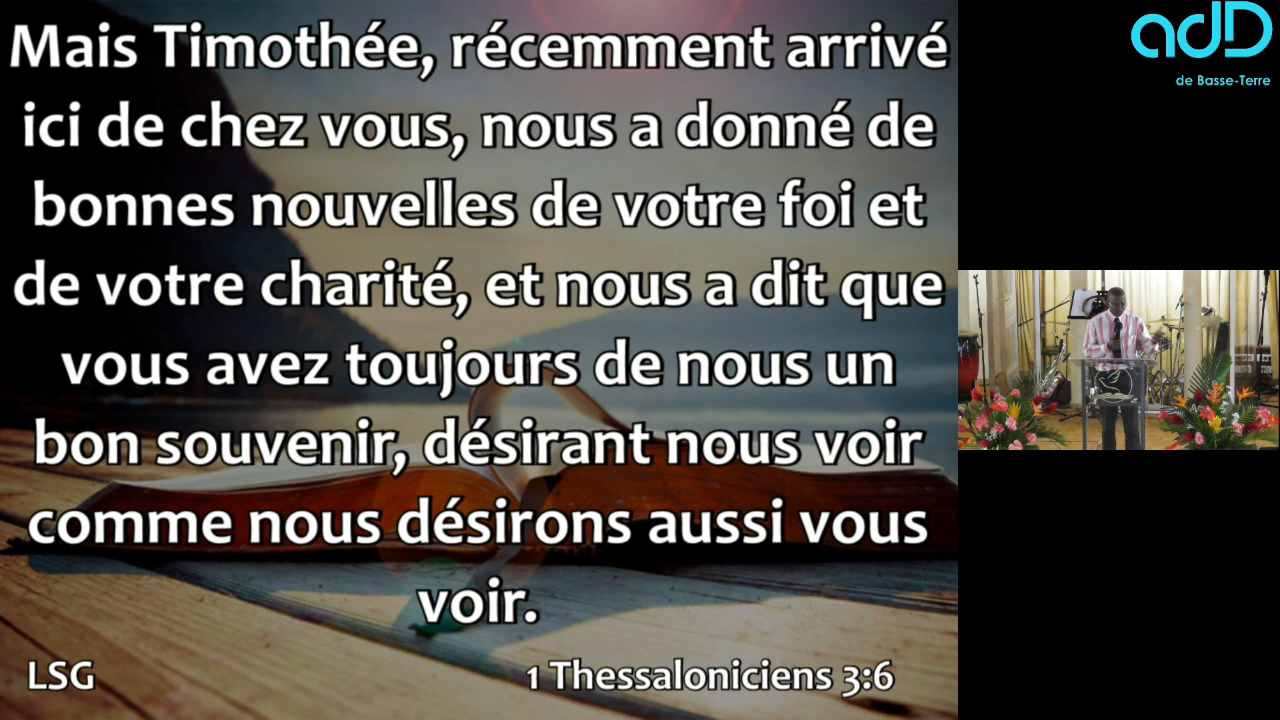 Mais Timothée, récemment arrivé
ici de chez vous, nous a donné de
bonnes nouvelles de votre foi et
de votre charité, et nous a dit que
vous avez toujours de nous un
bon souvenir, désirant nous voir
comme nous désirons aussi vous
voir.
LSG
1 Thessaloniciens 3:6
adD
de Basse-Terre